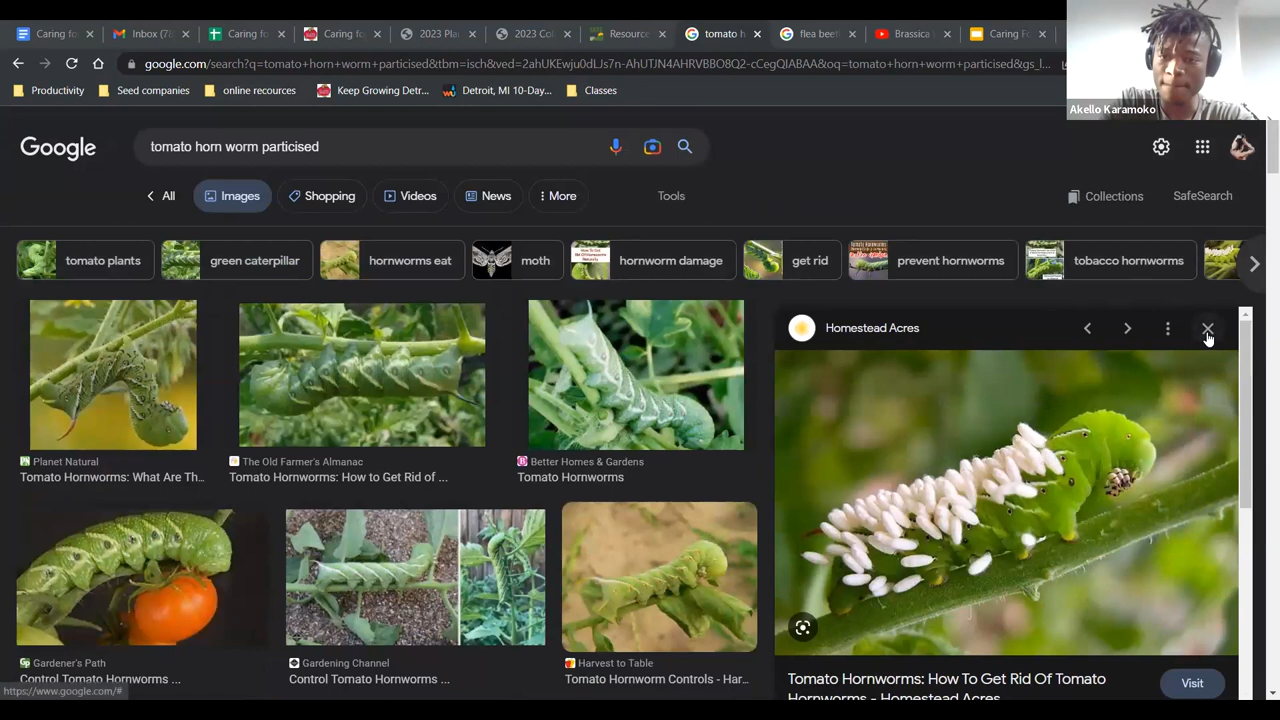 Caring for
Inbox (78
Caring fo
Caring fo
2023 Pla
2023 Col
Resource
tomato h
flea beet
Brassica
Caring Fo
google.com/search?q=tomato+horn+worm+particised&tbm=isch&ved=2ahUKEwju0dLJs7n-AhUTJN4AHRVBBO8Q2-cCegQIABAA&oq=tomato+horn+worm+particised&gs_l...
Productivity
Seed companies
online recources
Keep Growing Detr...
Detroit, MI 10-Day...
Classes
Akello Karamoko
Google
tomato horn worm particised
All
Images
Shopping
Videos
News
More
Tools
Collections
SafeSearch
tomato plants
green caterpillar
hornworms eat
moth
hornworm damage
get rid
prevent hornworms
tobacco hornworms
Homestead Acres
Planet Natural
Tomato Hornworms: What Are Th...
The Old Farmer's Almanac
Tomato Hornworms: How to Get Rid of ...
Better Homes & Gardens
Tomato Hornworms
Gardener's Path
Control Tomato Hornworms ...
Gardening Channel
Control Tomato Hornworms ...
Harvest to Table
Tomato Hornworm Controls - Har...
Tomato Hornworms: How To Get Rid Of Tomato
Hornworms - Homestead Acres
Visit
https://www.google.com/#